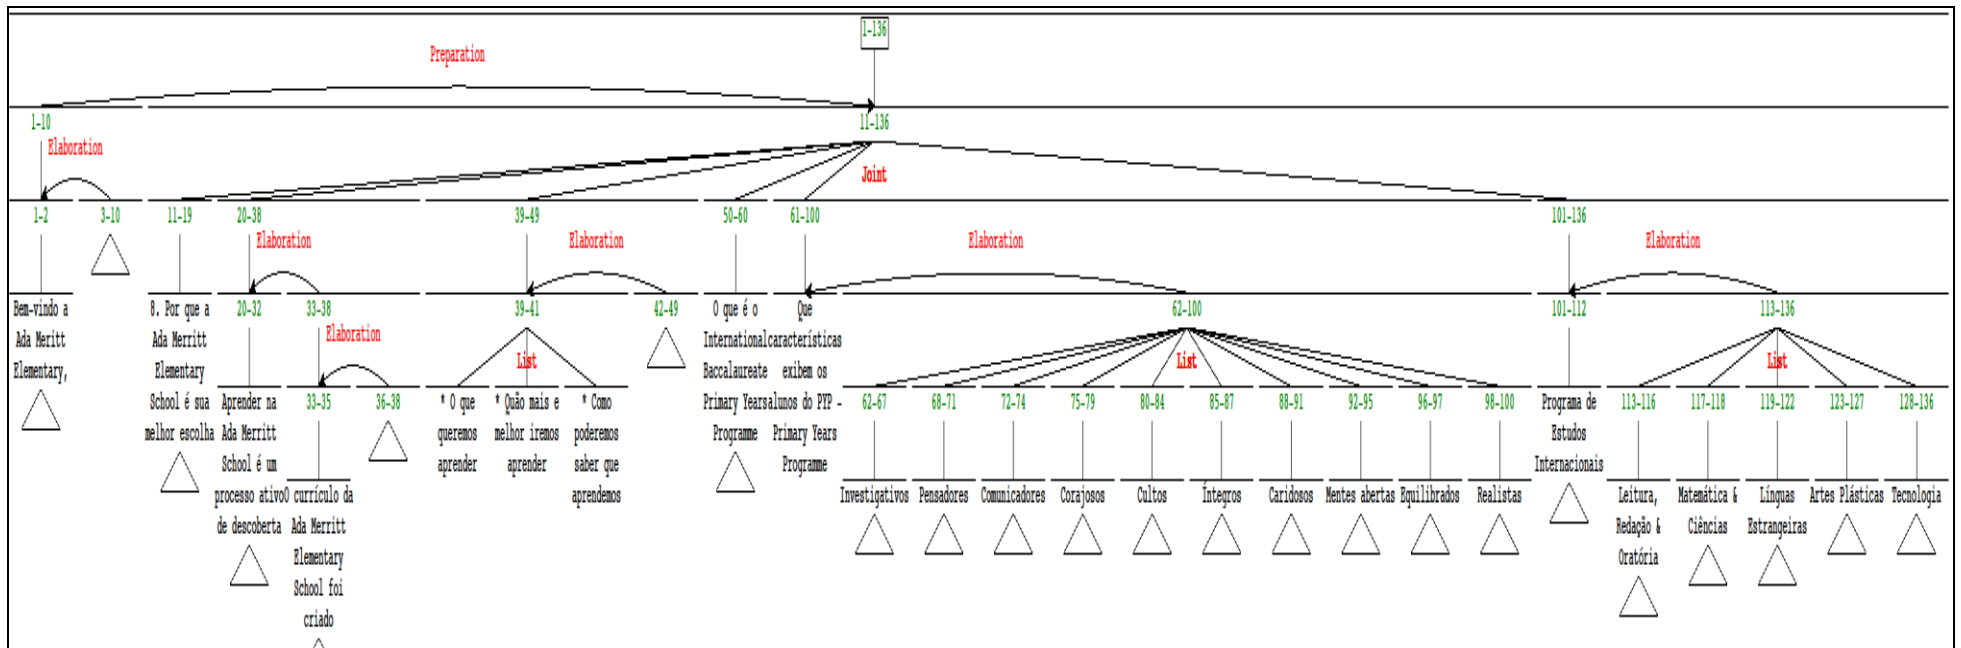 1-136
Preparation
1-10
11-136
Elaboration
Joint
1-2
3-10
11-19
20-38
39-49
50-60
61-100
101-136
Elaboration
Elaboration
Elaboration
Elaboration
Bem-vindo a
Ada Meritt
Elementary,
8. Por que a
Ada Merritt
Elementary
School é sua
melhor escolha
20-32
33-38
39-41
42-49
O que é o
International
Baccalaureate
Primary Years
Programme
Que
características
exibem os
alunos do PYP -
Primary Years
Programme
62-100
101-112
113-136
Elaboration
List
List
List
Aprender na
Ada Merritt
School é um
processo ativo
de descoberta
33-35
36-38
O currículo da
Ada Merritt
Elementary
School foi
criado
* O que
queremos
aprender
* Quão mais e
melhor iremos
aprender
* Como
poderemos
saber que
aprendemos
62-67
68-71
72-74
75-79
80-84
85-87
88-91
92-95
96-97
98-100
Programa de
Estudos
Internacionais
113-116
117-118
119-122
123-127
128-136
Investigativos
Pensadores
Comunicadores
Corajosos
Cultos
Íntegros
Caridosos
Mentes abertas
Equilibrados
Realistas
Leitura,
Redação &
Oratória
Matemática &
Ciências
Línguas
Estrangeiras
Artes Plásticas
Tecnologia